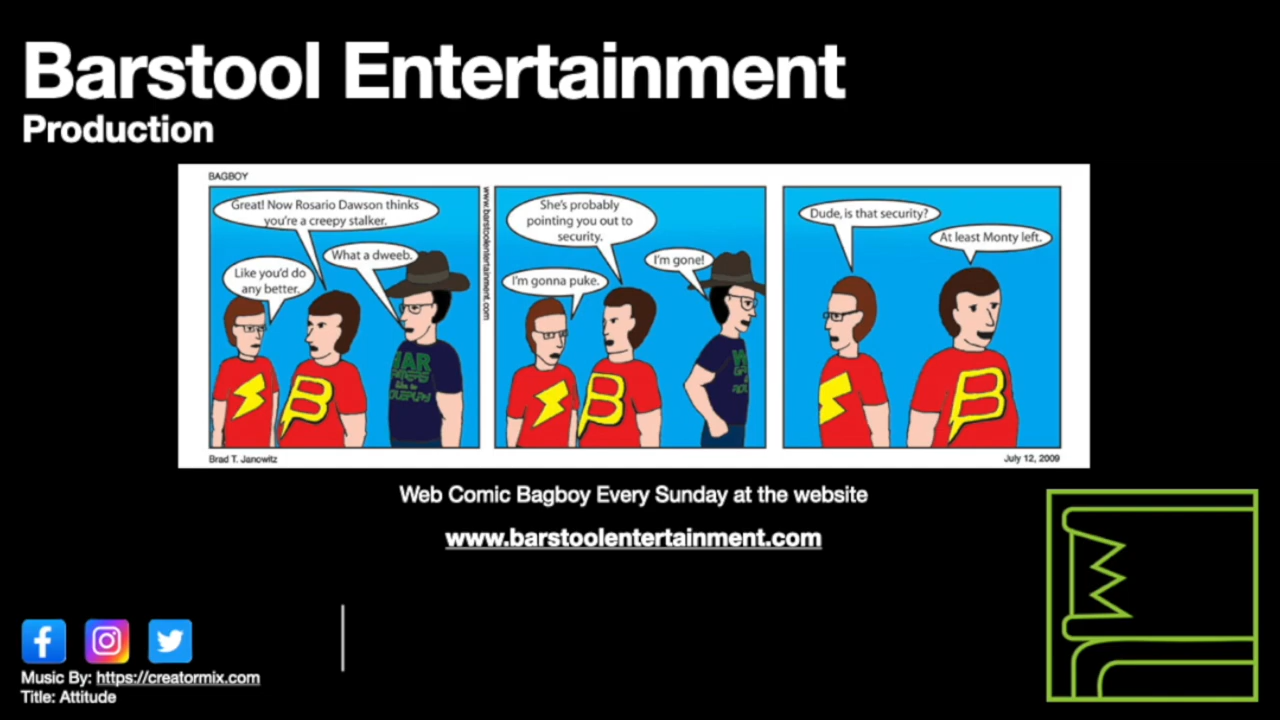 Barstool Entertainment
Production
BAGBOY
Great! Now Rosario Dawson thinks
you're a creepy stalker.
What a dweeb.
Like you'd do
any better.
www.barstoolentertainment.com
She's probably
pointing you out to
security.
I'm gone!
I'm gonna puke.
Dude, is that security?
At least Monty left.
B
B
B
Brad T. Janowitz
July 12, 2009
Web Comic Bagboy Every Sunday at the website
www.barstoolentertainment.com
Music By: https://creatormix.com
Title: Attitude